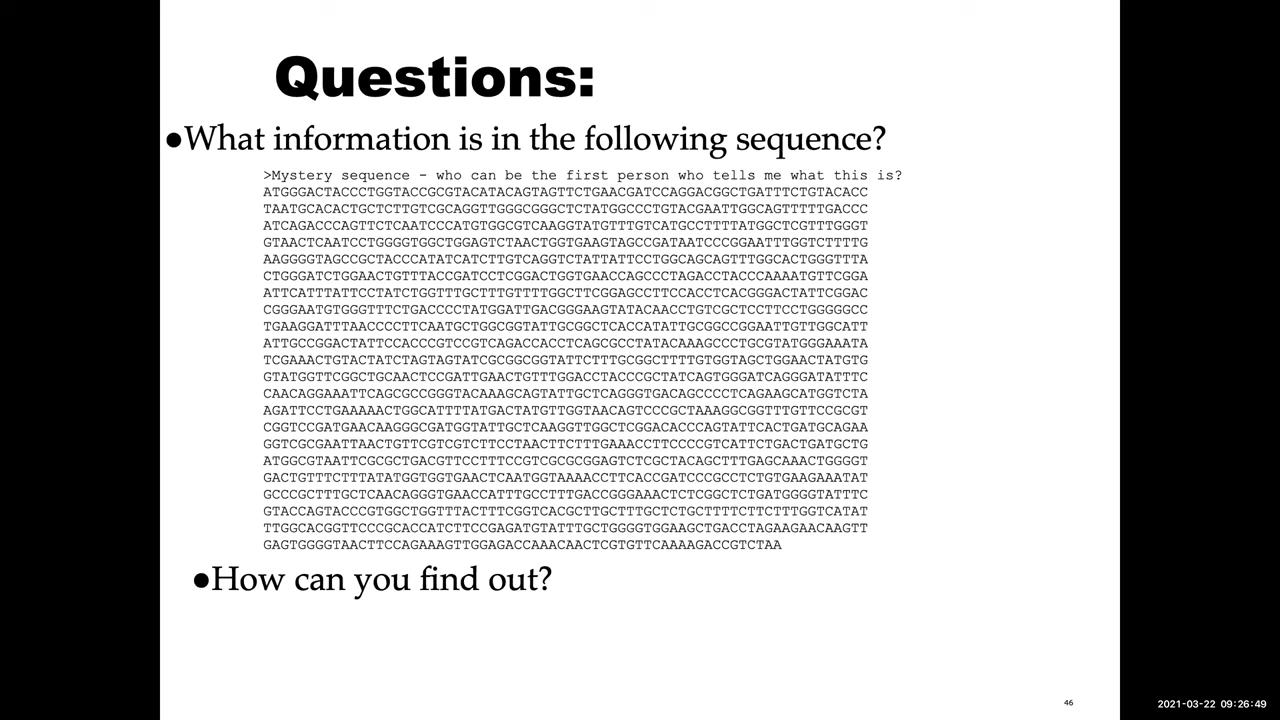 Questions:
●What information is in the following sequence?
>Mystery sequence – who can be the first person who tells me what this is?
ATGGGACTACCCTGGTACCGCGTACATACAGTAGTTCTGAACGATCCAGGACGGCTGATTTCTGTACACC
TAATGCACACTGCTCTTGTCGCAGGTTGGGCGGGCTCTATGGCCCTGTACGAATTGGCAGTTTTTGACCC
ATCAGACCCAGTTCTCAATCCCATGTGGCGTCAAGGTATGTTTGTCATGCCTTTTATGGCTCGTTTGGGT
GTAACTCAATCCTGGGGTGGCTGGAGTCTAACTGGTGAAGTAGCCGATAATCCCGGAATTTGGTCTTTTG
AAGGGGTAGCCGCTACCCATATCATCTTGTCAGGTCTATTATTCCTGGCAGCAGTTTGGCACTGGGTTTA
CTGGGATCTGGAACTGTTTACCGATCCTCGGACTGGTGAACCAGCCCTAGACCTACCCAAAATGTTCGGA
ATTCATTTATTCCTATCTGGTTTGCTTTGTTTTGGCTTCGGAGCCTTCCACCTCACGGGACTATTCGGAC
CGGGAATGTGGGTTTCTGACCCCTATGGATTGACGGGAAGTATACAACCTGTCGCTCCTTCCTGGGGGCC
TGAAGGATTTAACCCCTTCAATGCTGGCGGTATTGCGGCTCACCATATTGCGGCCGGAATTGTTGGCATT
ATTGCCGGACTATTCCACCCGTCCGTCAGACCACCTCAGCGCCTATACAAAGCCCTGCGTATGGGAAATA
TCGAAACTGTACTATCTAGTAGTATCGCGGCGGTATTCTTTGCGGCTTTTGTGGTAGCTGGAACTATGTG
GTATGGTTCGGCTGCAACTCCGATTGAACTGTTTGGACCTACCCGCTATCAGTGGGATCAGGGATATTTC
CAACAGGAAATTCAGCGCCGGGTACAAAGCAGTATTGCTCAGGGTGACAGCCCCTCAGAAGCATGGTCTA
AGATTCCTGAAAAACTGGCATTTTATGACTATGTTGGTAACAGTCCCGCTAAAGGCGGTTTGTTCCGCGT
CGGTCCGATGAACAAGGGCGATGGTATTGCTCAAGGTTGGCTCGGACACCCAGTATTCACTGATGCAGAA
GGTCGCGAATTAACTGTTCGTCGTCTTCCTAACTTCTTTGAAACCTTCCCCGTCATTCTGACTGATGCTG
ATGGCGTAATTCGCGCTGACGTTCCTTTCCGTCGCGCGGAGTCTCGCTACAGCTTTGAGCAAACTGGGGT
GACTGTTTCTTTATATGGTGGTGAACTCAATGGTAAAACCTTCACCGATCCCGCCTCTGTGAAGAAATAT
GCCCGCTTTGCTCAACAGGGTGAACCATTTGCCTTTGACCGGGAAACTCTCGGCTCTGATGGGGTATTTC
GTACCAGTACCCGTGGCTGGTTTACTTTCGGTCACGCTTGCTTTGCTCTGCTTTTCTTCTTTGGTCATAT
TTGGCACGGTTCCCGCACCATCTTCCGAGATGTATTTGCTGGGGTGGAAGCTGACCTAGAAGAACAAGTT
GAGTGGGGTAACTTCCAGAAAGTTGGAGACCAAACAACTCGTGTTCAAAAGACCGTCTAA
●How can you find out?
46
2021-03-22 09:26:49